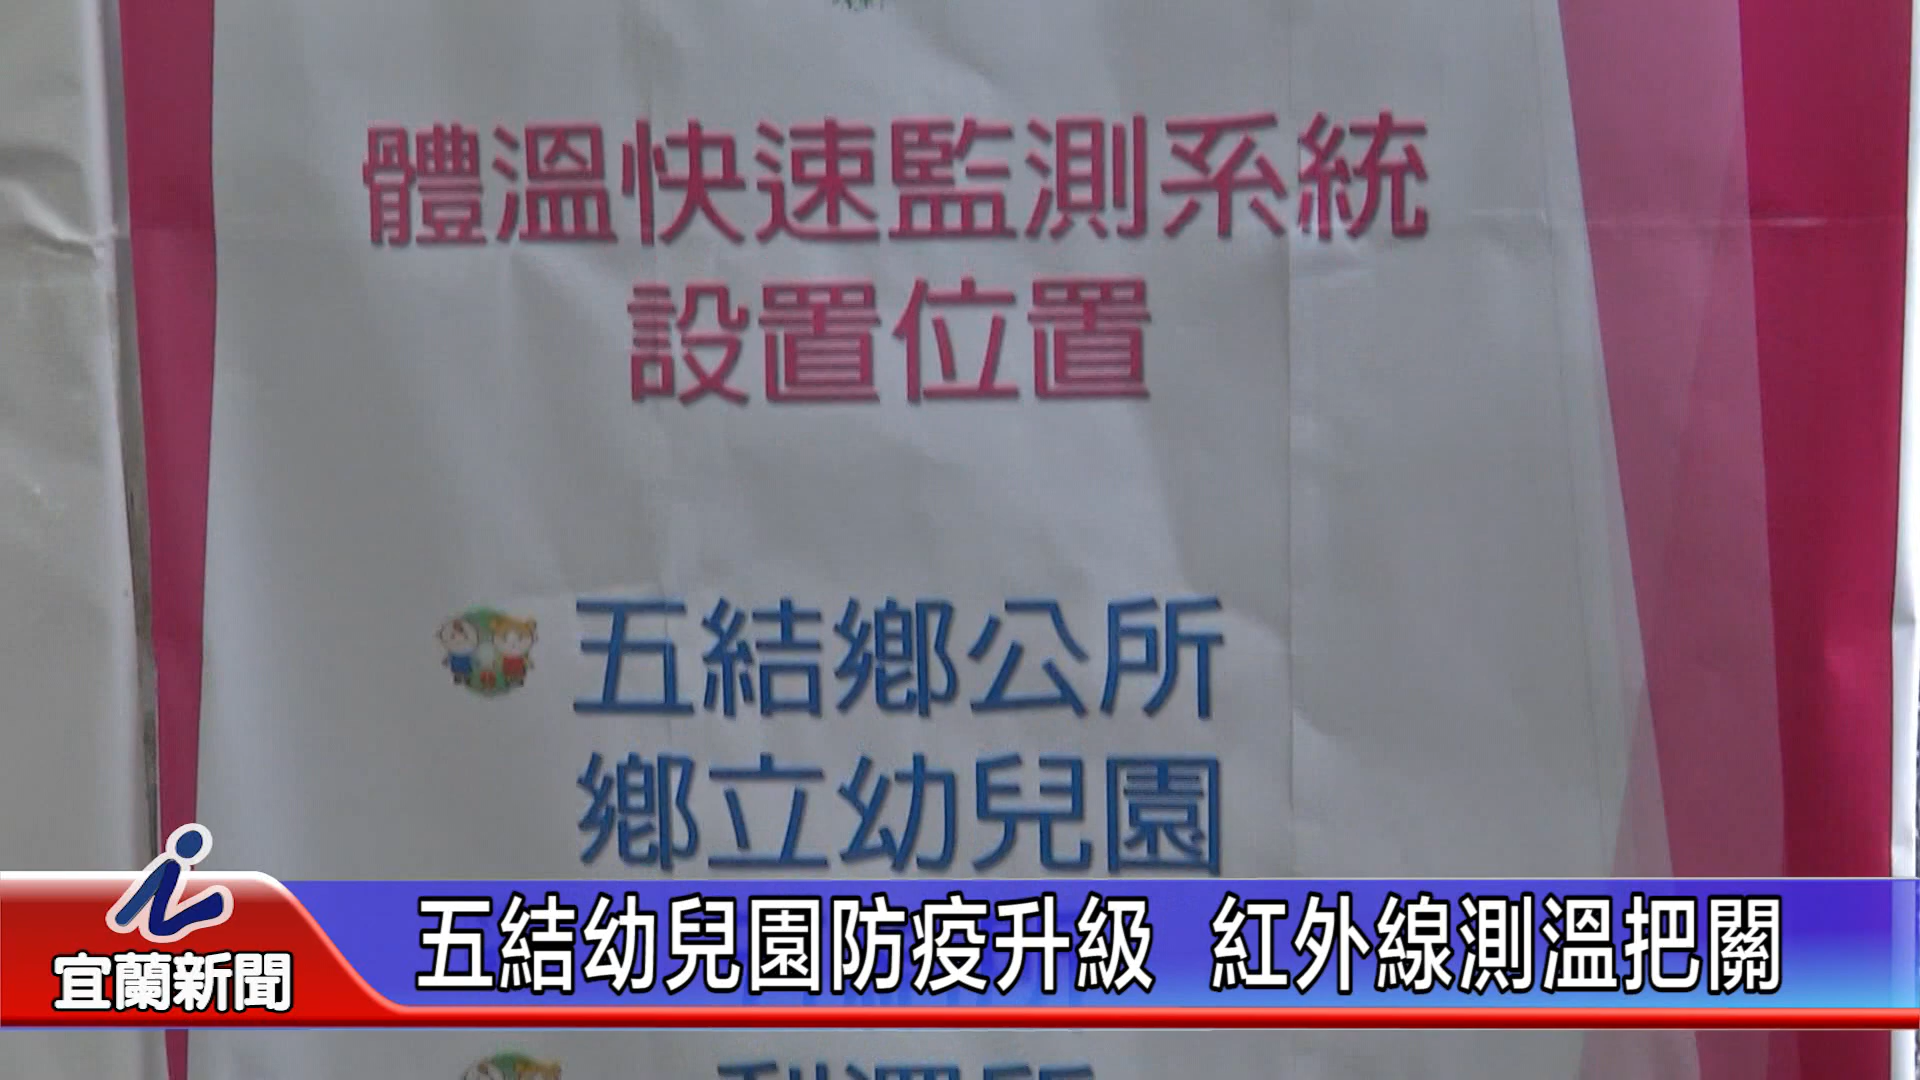 體溫快速監測系統
設置位置
五結鄉公所
鄉立幼兒園
五結幼兒園防疫升級 紅外線測溫把關
宜蘭新聞